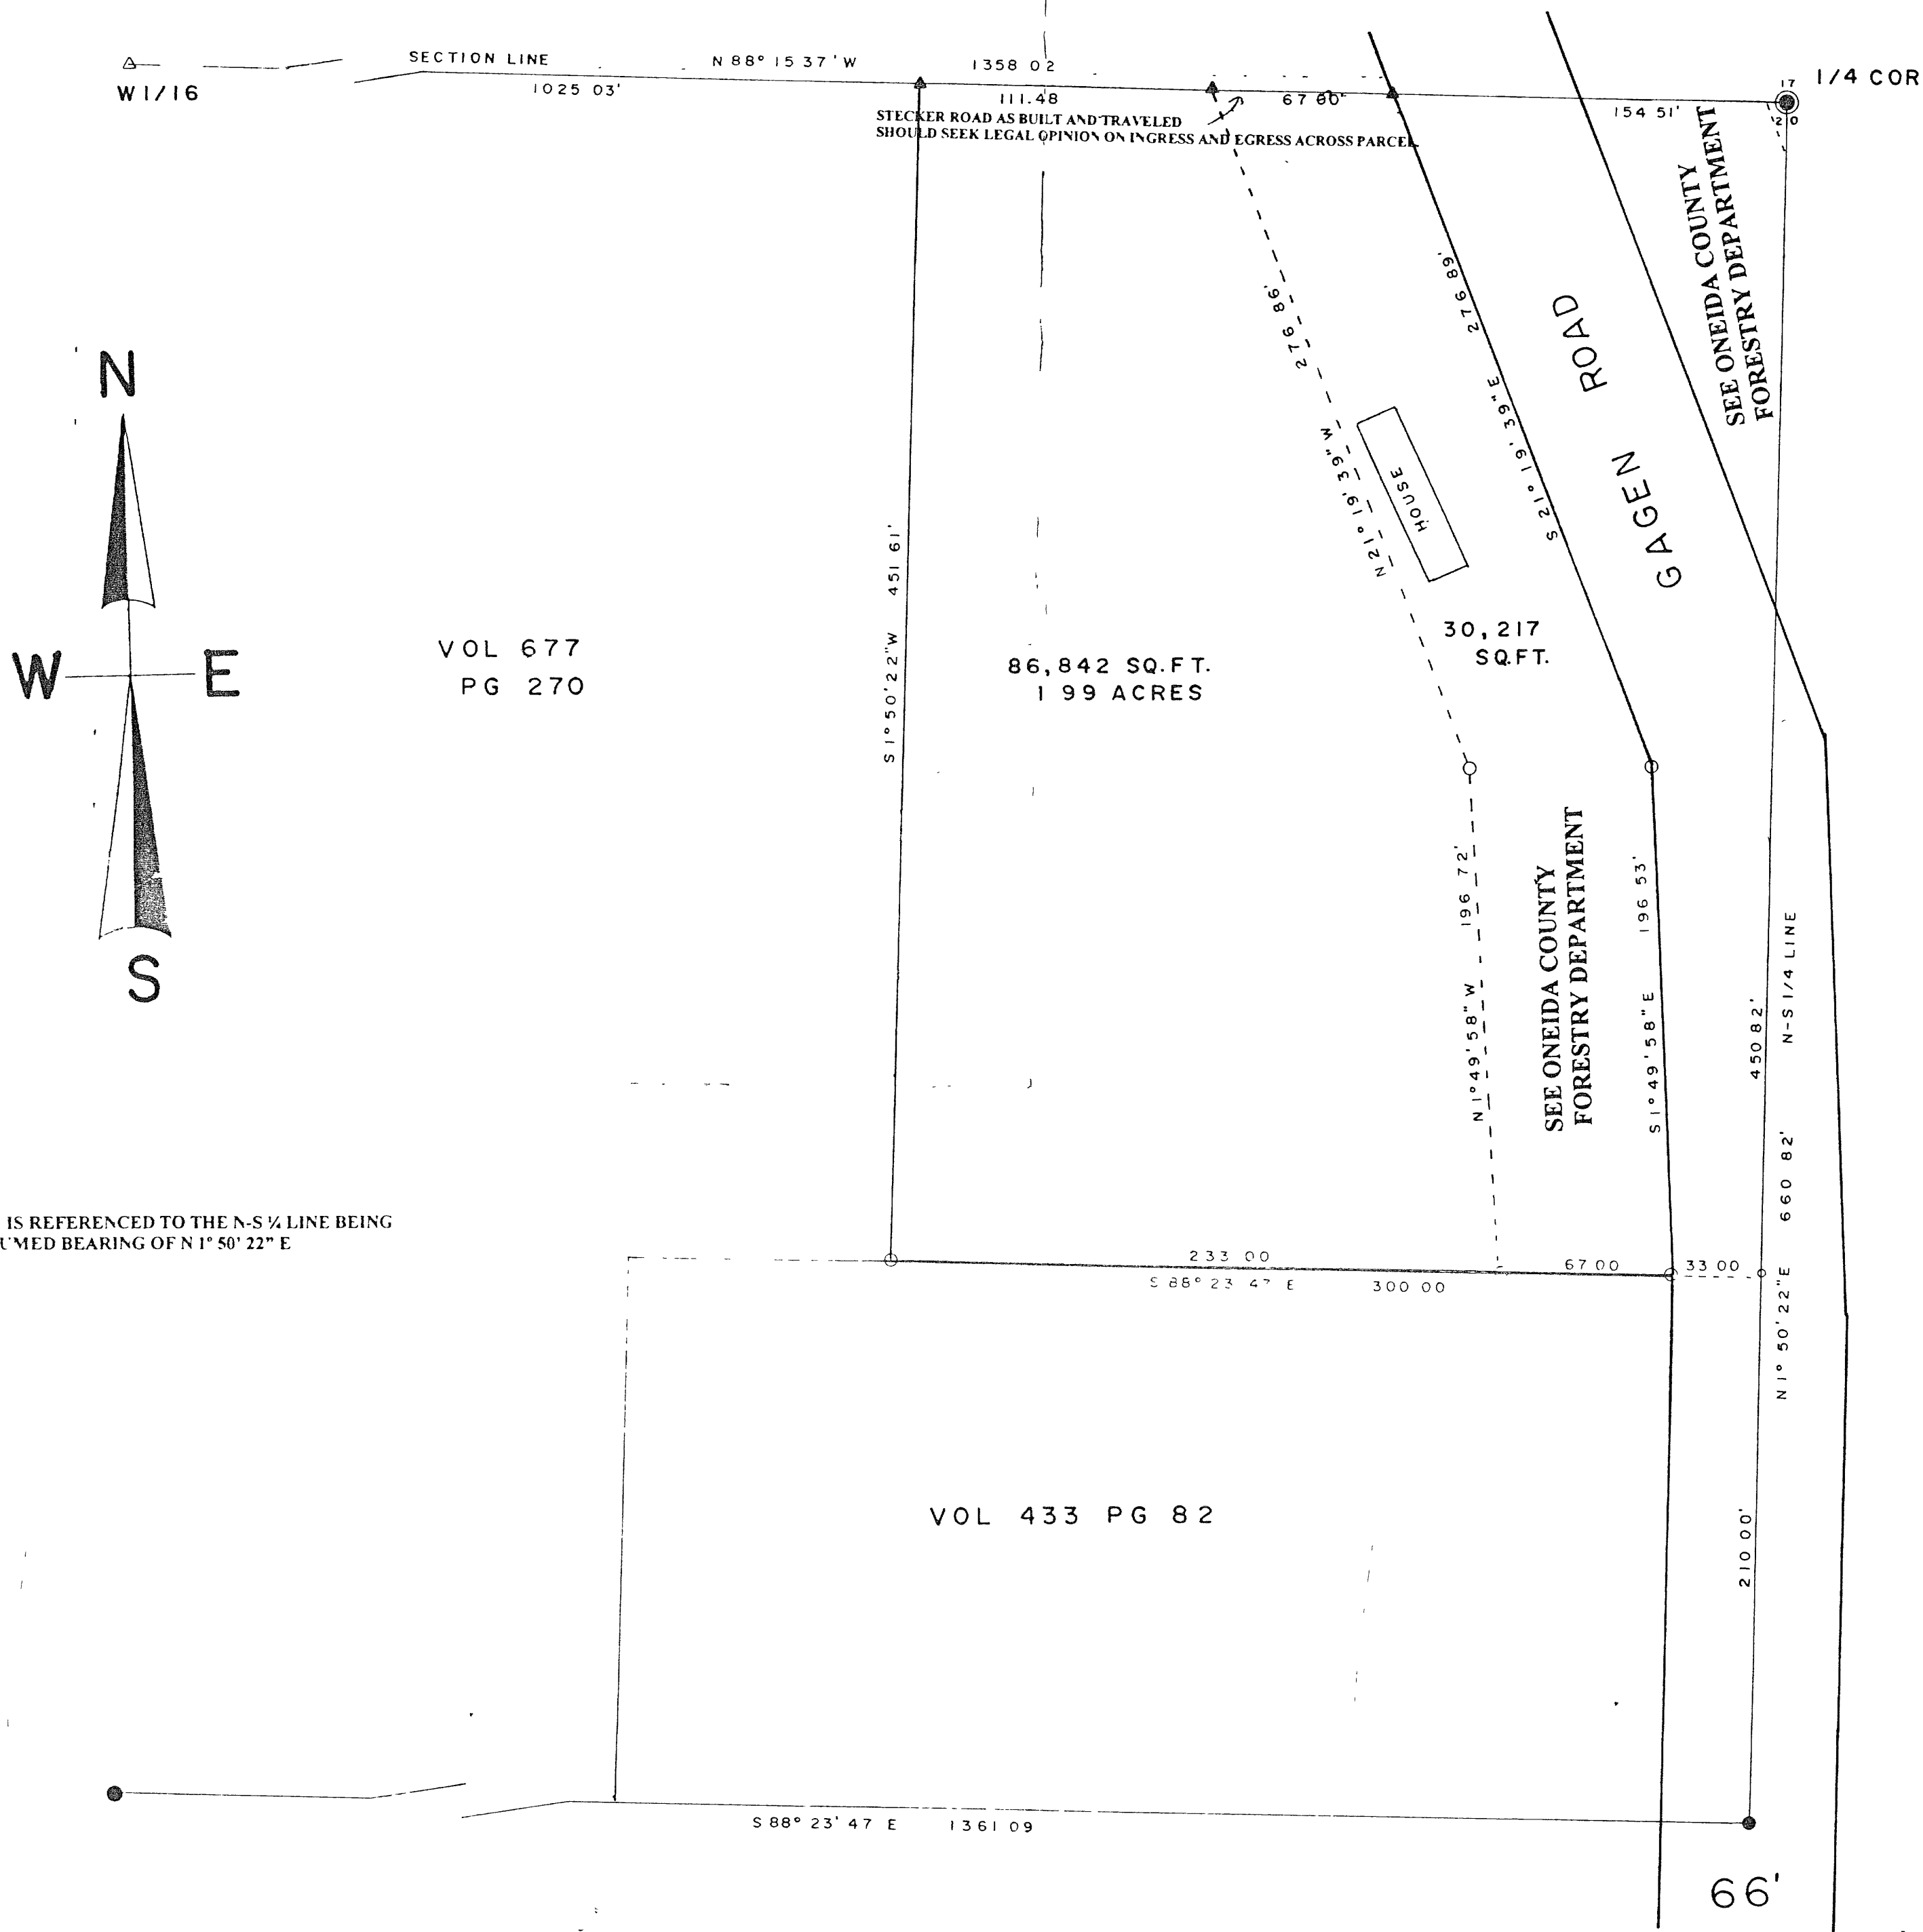 SECTION LINE
N 88° 15 37 ' W
1358 02
W 1/16
1025 03'
111.48
67 00'
154 51'
17
20
1/4 COR
STECKER ROAD AS BUILT AND TRAVELED
SHOULD SEEK LEGAL OPINION ON INGRESS AND EGRESS ACROSS PARCEL
SEE ONEIDA COUNTY
FORESTRY DEPARTMENT
276 86'
N 21° 19' 39" W
276 89'
S 21° 19' 39" E
GAGEN ROAD
HOUSE
N
W E
S
VOL 677
PG 270
S 1° 50' 22" W 451 61'
86,842 SQ.FT.
1 99 ACRES
30,217
SQ.FT.
N 1° 49' 58" W 196 72'
SEE ONEIDA COUNTY
FORESTRY DEPARTMENT
S 1° 49' 58" E 196 53'
450 82'
N-S 1/4 LINE
N 1° 50' 22" E 660 82'
IS REFERENCED TO THE N-S ¼ LINE BEING
UMED BEARING OF N 1° 50' 22" E
233 00
67 00
33 00
S 88° 23 47 E 300 00
VOL 433 PG 82
210 00'
S 88° 23' 47 E 1361 09
66'